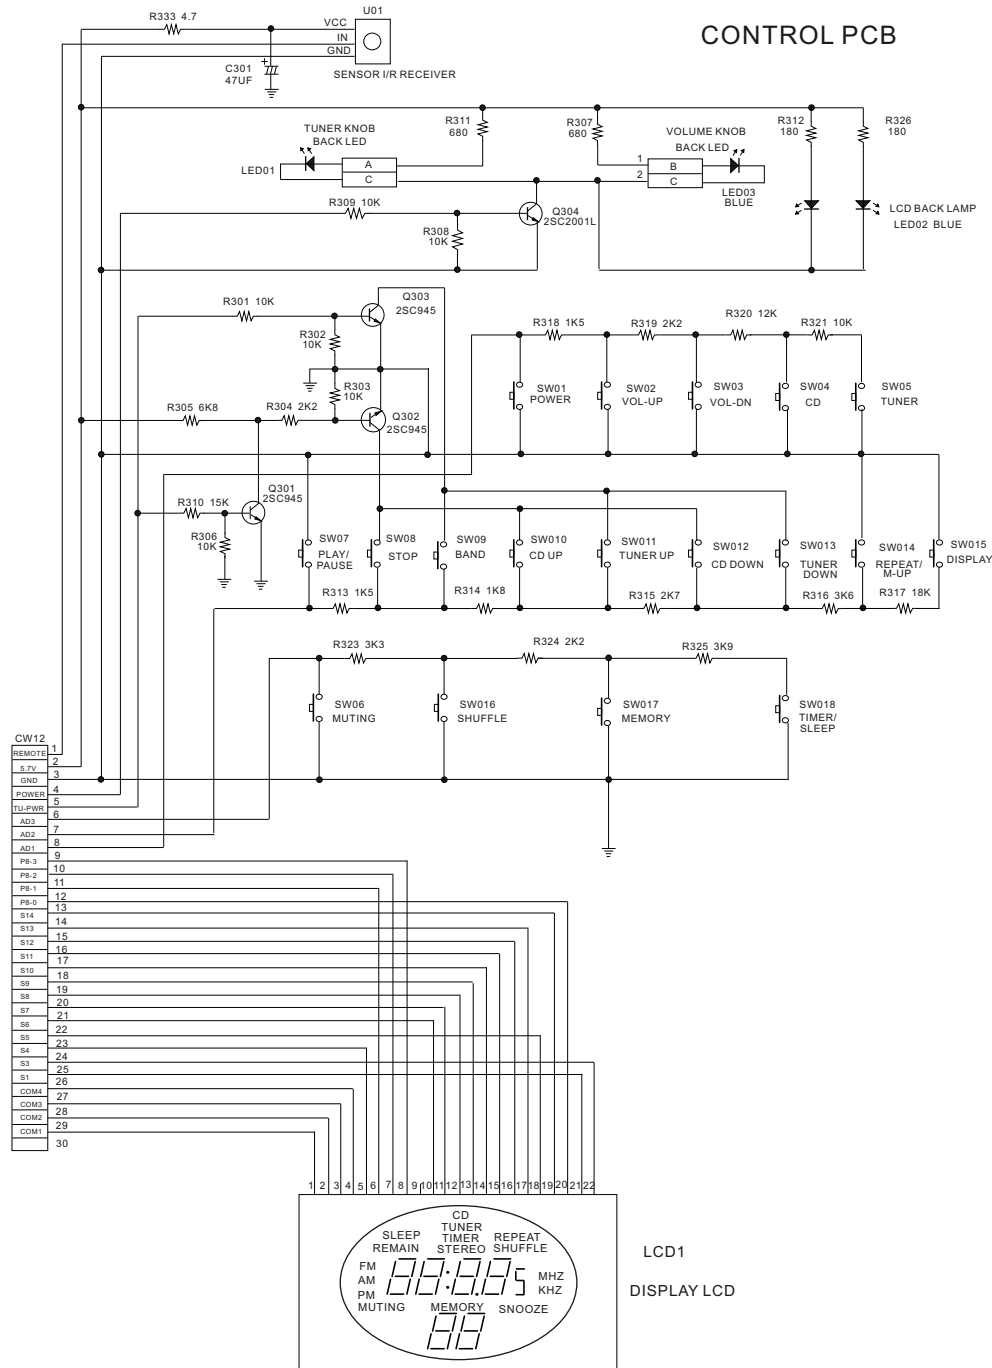 CONTROL PCB
R333 4.7
U01
VCC
IN
GND
C301
47UF
+
SENSOR I/R RECEIVER
TUNER KNOB
BACK LED
LED01
A
C
R311
680
R307
680
VOLUME KNOB
BACK LED
1
2
B
C
LED03
BLUE
R312
180
R326
180
LCD BACK LAMP
LED02 BLUE
R309 10K
R308
10K
Q304
2SC2001L
Q303
2SC945
R301 10K
R302
10K
R303
10K
R305 6K8
R304 2K2
Q302
2SC945
Q301
2SC945
R310 15K
R306
10K
R318 1K5
R319 2K2
R320 12K
R321 10K
SW01
POWER
SW02
VOL-UP
SW03
VOL-DN
SW04
CD
SW05
TUNER
SW07
PLAY/
PAUSE
SW08
STOP
SW09
BAND
SW010
CD UP
SW011
TUNER UP
SW012
CD DOWN
SW013
TUNER
DOWN
SW014
REPEAT/
M-UP
SW015
DISPLAY
R313 1K5
R314 1K8
R315 2K7
R316 3K6
R317 18K
R323 3K3
R324 2K2
R325 3K9
SW06
MUTING
SW016
SHUFFLE
SW017
MEMORY
SW018
TIMER/
SLEEP
CW12
REMOTE 1
5.7V 2
GND 3
POWER 4
TU-PWR 5
AD3 6
AD2 7
AD1 8
P8-3 9
P8-2 10
P8-1 11
P8-0 12
S14 13
S13 14
S12 15
S11 16
S10 17
S9 18
S8 19
S7 20
S6 21
S5 22
S4 23
S3 24
S1 25
COM4 26
COM3 27
COM2 28
COM1 29
30
1 2 3 4 5 6 7 8 9 10 11 12 13 14 15 16 17 18 19 20 21 22
CD
TUNER
SLEEP TIMER REPEAT
REMAIN STEREO SHUFFLE
FM
AM
PM
MUTING
88:8.85
MHZ
KHZ
MEMORY
SNOOZE
88
LCD1
DISPLAY LCD